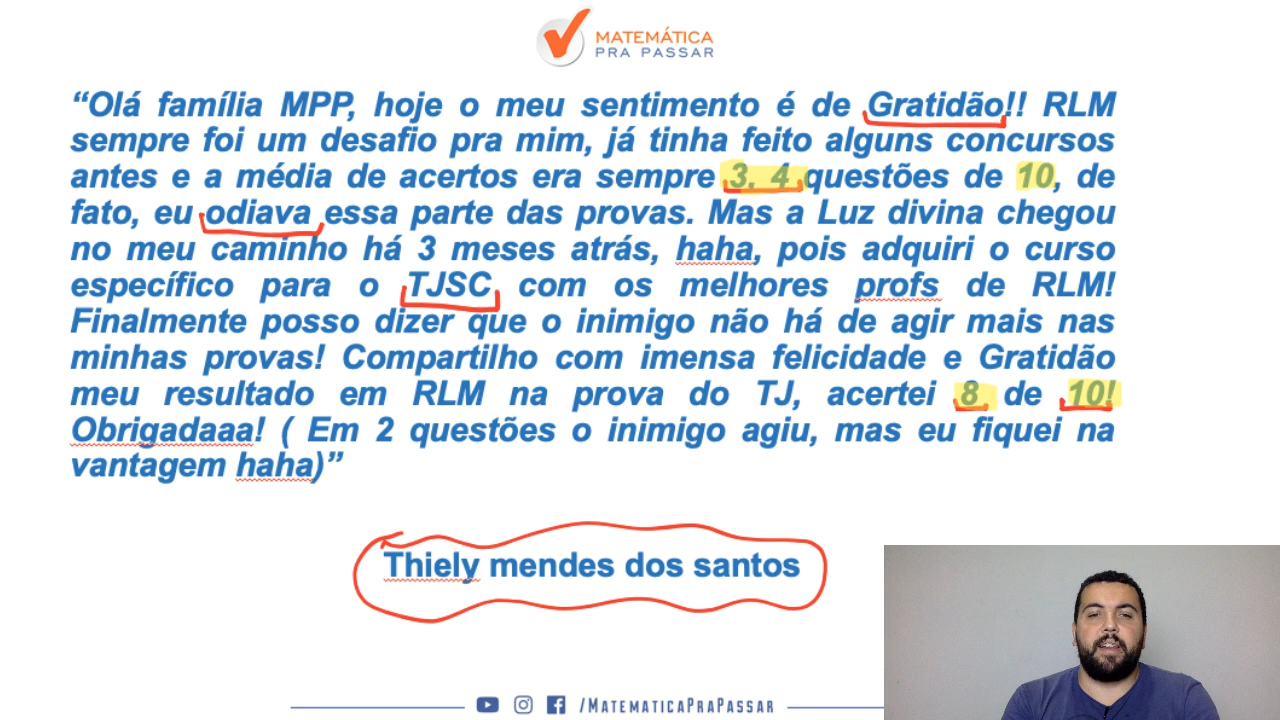 MATEMÁTICA
PRA PASSAR
“Olá família MPP, hoje o meu sentimento é de Gratidão!! RLM
sempre foi um desafio pra mim, já tinha feito alguns concursos
antes e a média de acertos era sempre 3, 4 questões de 10, de
fato, eu odiava essa parte das provas. Mas a Luz divina chegou
no meu caminho há 3 meses atrás, haha, pois adquiri o curso
específico para o TJSC com os melhores profs de RLM!
Finalmente posso dizer que o inimigo não há de agir mais nas
minhas provas! Compartilho com imensa felicidade e Gratidão
meu resultado em RLM na prova do TJ, acertei 8 de 10!
Obrigadaaa! ( Em 2 questões o inimigo agiu, mas eu fiquei na
vantagem haha)”
Thiely mendes dos santos
/MATEMATICAPRAPASSAR